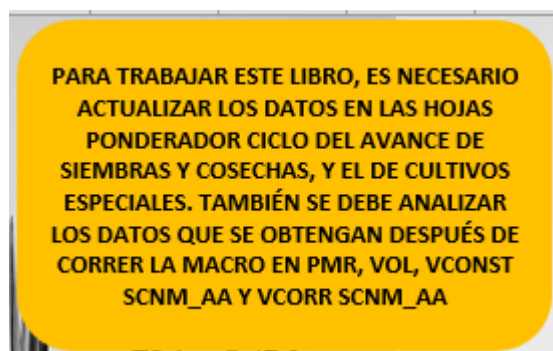 PARA TRABAJAR ESTE LIBRO, ES NECESARIO
ACTUALIZAR LOS DATOS EN LAS HOJAS
PONDERADOR CICLO DEL AVANCE DE
SIEMBRAS Y COSECHAS, Y EL DE CULTIVOS
ESPECIALES. TAMBIÉN SE DEBE ANALIZAR
LOS DATOS QUE SE OBTENGAN DESPUÉS DE
CORRER LA MACRO EN PMR, VOL, VCONST
SCNM_AA Y VCORR SCNM_AA